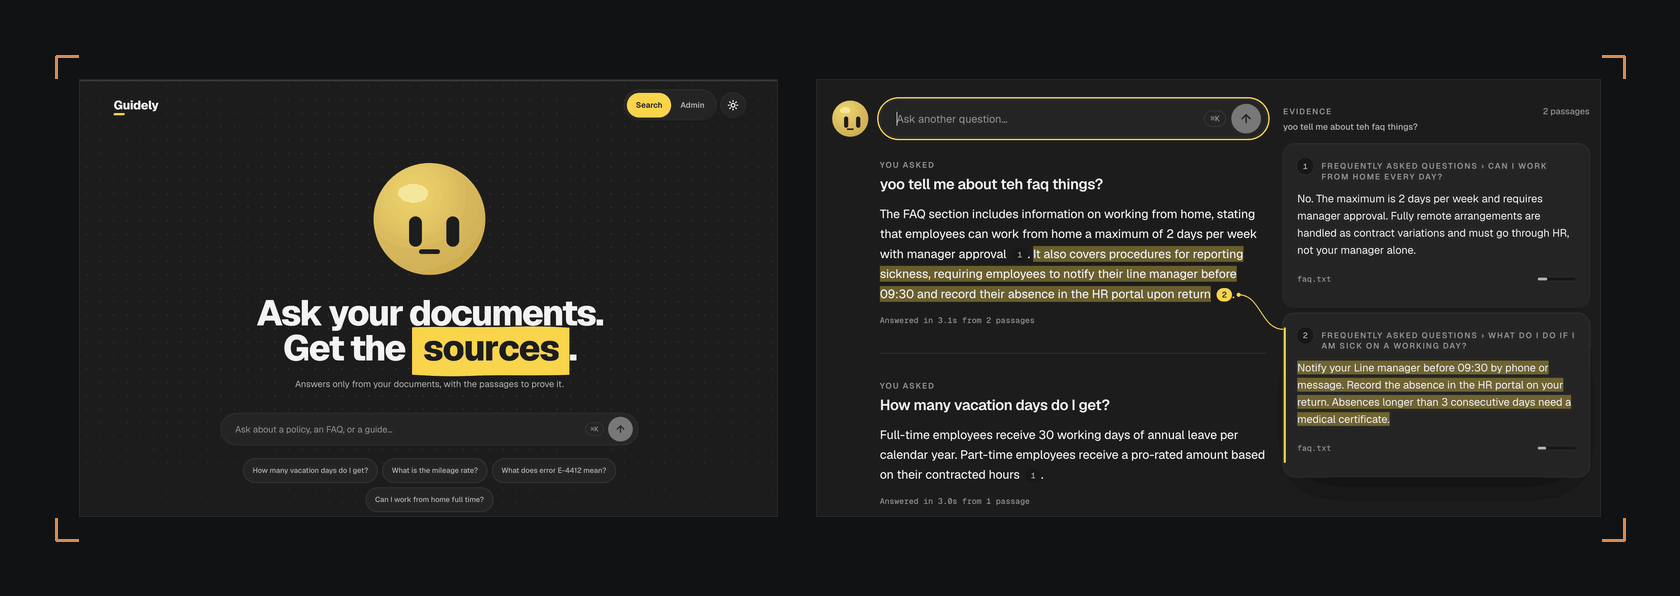 Guidely
Search
Admin
Ask your documents.
Get the sources.
Answers only from your documents, with the passages to prove it.
Ask about a policy, an FAQ, or a guide...
⌘K
How many vacation days do I get?
What is the mileage rate?
What does error E-4412 mean?
Can I work from home full time?
Ask another question...
⌘K
YOU ASKED
yoo tell me about teh faq things?
The FAQ section includes information on working from home, stating
that employees can work from home a maximum of 2 days per week
with manager approval 1 . It also covers procedures for reporting
sickness, requiring employees to notify their line manager before
09:30 and record their absence in the HR portal upon return 2 .
Answered in 3.1s from 2 passages
YOU ASKED
How many vacation days do I get?
Full-time employees receive 30 working days of annual leave per
calendar year. Part-time employees receive a pro-rated amount based
on their contracted hours 1 .
Answered in 3.0s from 1 passage
EVIDENCE
2 passages
yoo tell me about teh faq things?
1
FREQUENTLY ASKED QUESTIONS › CAN I WORK
FROM HOME EVERY DAY?
No. The maximum is 2 days per week and requires
manager approval. Fully remote arrangements are
handled as contract variations and must go through HR,
not your manager alone.
faq.txt
2
FREQUENTLY ASKED QUESTIONS › WHAT DO I DO IF I
AM SICK ON A WORKING DAY?
Notify your Line manager before 09:30 by phone or
message. Record the absence in the HR portal on your
return. Absences longer than 3 consecutive days need a
medical certificate.
faq.txt